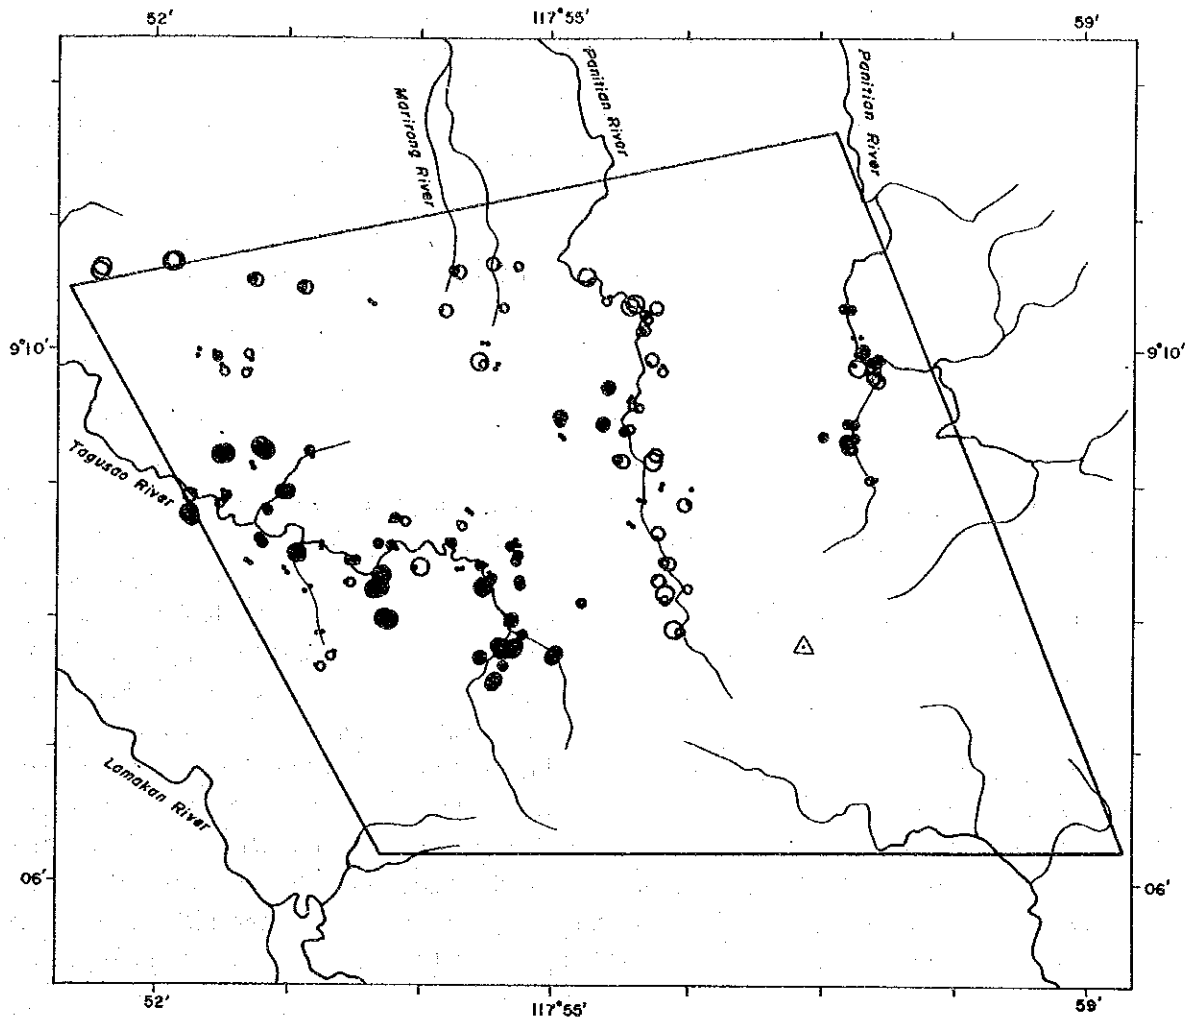 52'
117°55'
59'
Marirong River
Panitian River
Panitian River
9°10'
9°10'
Tagusao River
Lamakan River
06'
06'
52'
117°55'
59'